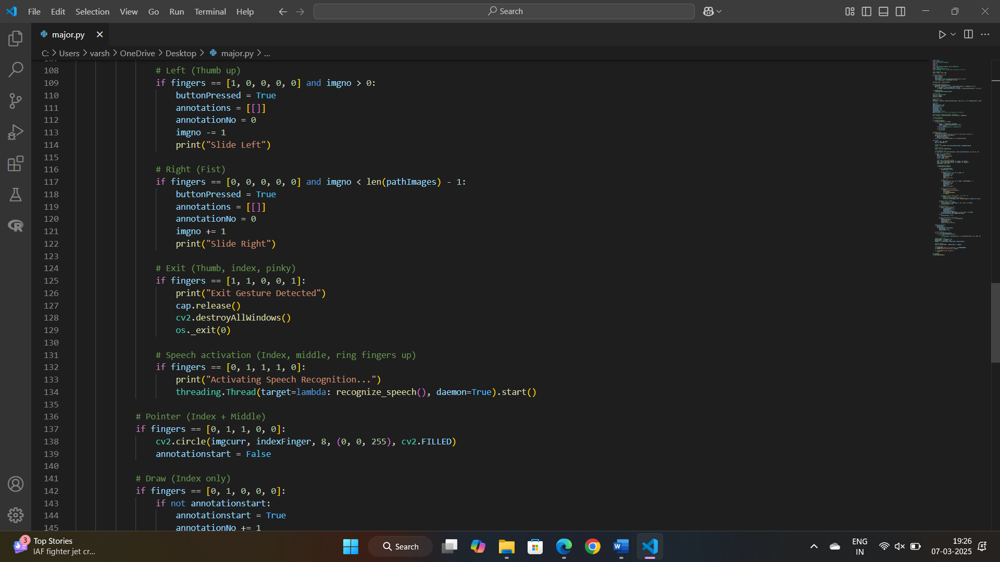 File Edit Selection View Go Run Terminal Help
Search
major.py
C: > Users > varsh > OneDrive > Desktop > major.py > ...
107
108 # Left (Thumb up)
109 if fingers == [1, 0, 0, 0, 0] and imgno > 0:
110 buttonPressed = True
111 annotations = [[]]
112 annotationNo = 0
113 imgno -= 1
114 print("Slide Left")
115
116 # Right (Fist)
117 if fingers == [0, 0, 0, 0, 0] and imgno < len(pathImages) - 1:
118 buttonPressed = True
119 annotations = [[]]
120 annotationNo = 0
121 imgno += 1
122 print("Slide Right")
123
124 # Exit (Thumb, index, pinky)
125 if fingers == [1, 1, 0, 0, 1]:
126 print("Exit Gesture Detected")
127 cap.release()
128 cv2.destroyAllWindows()
129 os._exit(0)
130
131 # Speech activation (Index, middle, ring fingers up)
132 if fingers == [0, 1, 1, 1, 0]:
133 print("Activating Speech Recognition...")
134 threading.Thread(target=lambda: recognize_speech(), daemon=True).start()
135
136 # Pointer (Index + Middle)
137 if fingers == [0, 1, 1, 0, 0]:
138 cv2.circle(imgcurr, indexFinger, 8, (0, 0, 255), cv2.FILLED)
139 annotationstart = False
140
141 # Draw (Index only)
142 if fingers == [0, 1, 0, 0, 0]:
143 if not annotationstart:
144 annotationstart = True
145 annotationNo += 1
3
Top Stories
IAF fighter jet cr...
Search
ENG
IN
19:26
07-03-2025